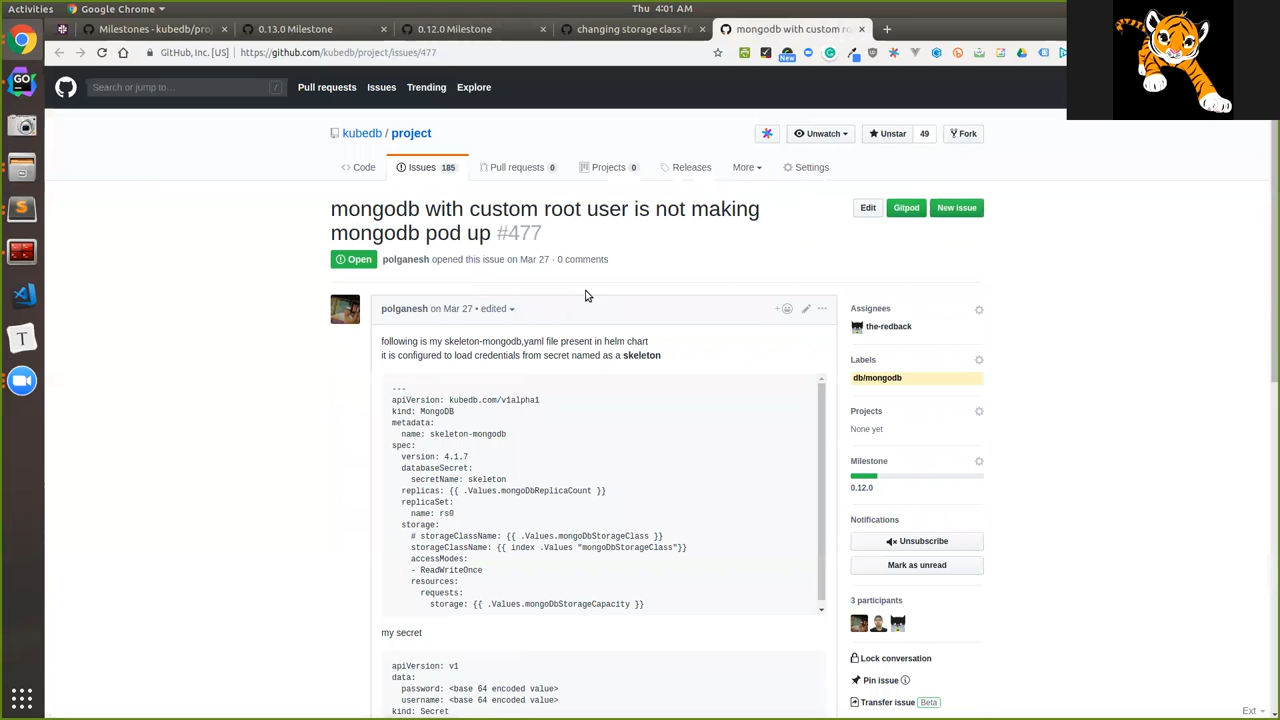 Activities
Google Chrome
Thu 4:01 AM
Milestones - kubedb/proj
0.13.0 Milestone
0.12.0 Milestone
changing storage class fo
mongodb with custom ro
GitHub, Inc. [US]
https://github.com/kubedb/project/issues/477
New
Search or jump to...
/
Pull requests
Issues
Trending
Explore
kubedb / project
Unwatch
Unstar
49
Fork
Code
Issues 185
Pull requests 0
Projects 0
Releases
More
Settings
mongodb with custom root user is not making
mongodb pod up #477
Edit
Gitpod
New issue
Open
polganesh opened this issue on Mar 27 · 0 comments
polganesh on Mar 27 • edited
following is my skeleton-mongodb,yaml file present in helm chart
it is configured to load credentials from secret named as a skeleton
---
apiVersion: kubedb.com/v1alpha1
kind: MongoDB
metadata:
name: skeleton-mongodb
spec:
version: 4.1.7
databaseSecret:
secretName: skeleton
replicas: {{ .Values.mongoDbReplicaCount }}
replicaSet:
name: rs0
storage:
# storageClassName: {{ .Values.mongoDbStorageClass }}
storageClassName: {{ index .Values "mongoDbStorageClass"}}
accessModes:
- ReadWriteOnce
resources:
requests:
storage: {{ .Values.mongoDbStorageCapacity }}
my secret
apiVersion: v1
data:
password: <base 64 encoded value>
username: <base 64 encoded value>
kind: Secret
Assignees
the-redback
Labels
db/mongodb
Projects
None yet
Milestone
0.12.0
Notifications
Unsubscribe
Mark as unread
3 participants
Lock conversation
Pin issue
Transfer issue Beta
Ext
GO
S
T